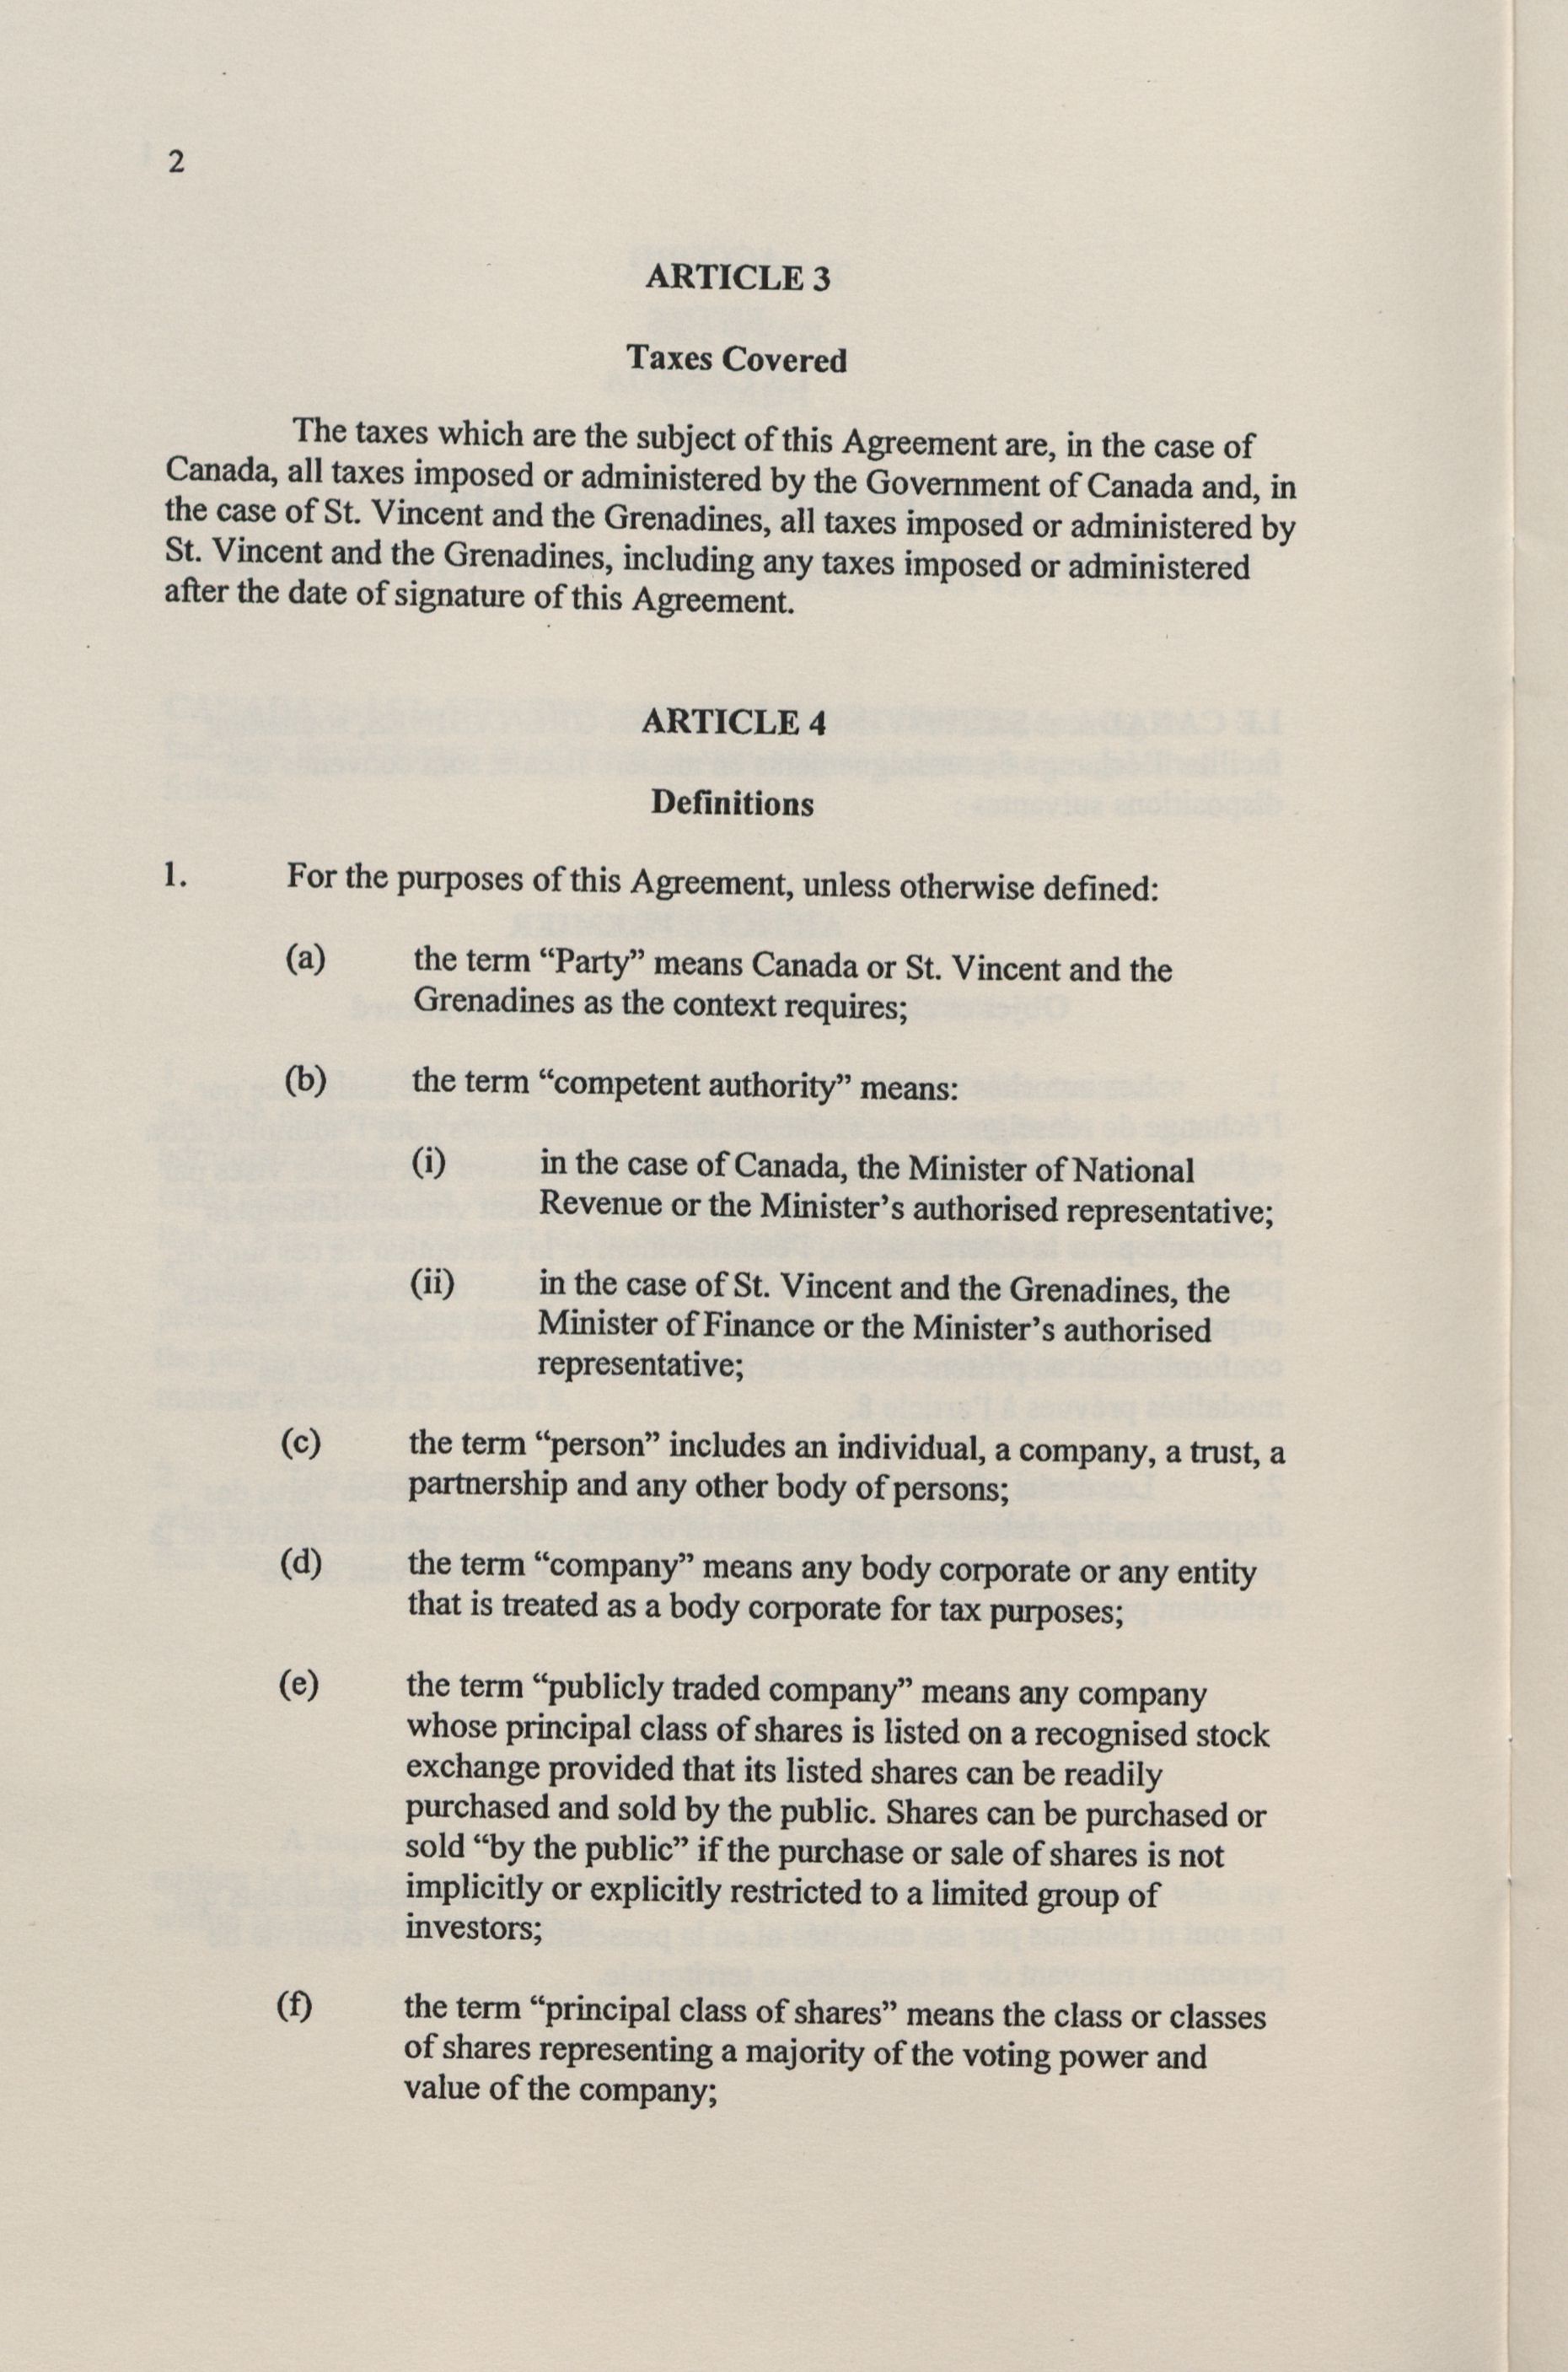 2
ARTICLE 3
Taxes Covered
The taxes which are the subject of this Agreement are, in the case of
Canada, all taxes imposed or administered by the Government of Canada and, in
the case of St. Vincent and the Grenadines, all taxes imposed or administered by
St. Vincent and the Grenadines, including any taxes imposed or administered
after the date of signature of this Agreement.
ARTICLE 4
Definitions
1. For the purposes of this Agreement, unless otherwise defined:
(a) the term “Party” means Canada or St. Vincent and the
Grenadines as the context requires;
(b) the term “competent authority” means:
(i) in the case of Canada, the Minister of National
Revenue or the Minister’s authorised representative;
(ii) in the case of St. Vincent and the Grenadines, the
Minister of Finance or the Minister’s authorised
representative;
(c) the term “person” includes an individual, a company, a trust, a
partnership and any other body of persons;
(d) the term “company” means any body corporate or any entity
that is treated as a body corporate for tax purposes;
(e) the term “publicly traded company” means any company
whose principal class of shares is listed on a recognised stock
exchange provided that its listed shares can be readily
purchased and sold by the public. Shares can be purchased or
sold “by the public” if the purchase or sale of shares is not
implicitly or explicitly restricted to a limited group of
investors;
(f) the term “principal class of shares” means the class or classes
of shares representing a majority of the voting power and
value of the company;